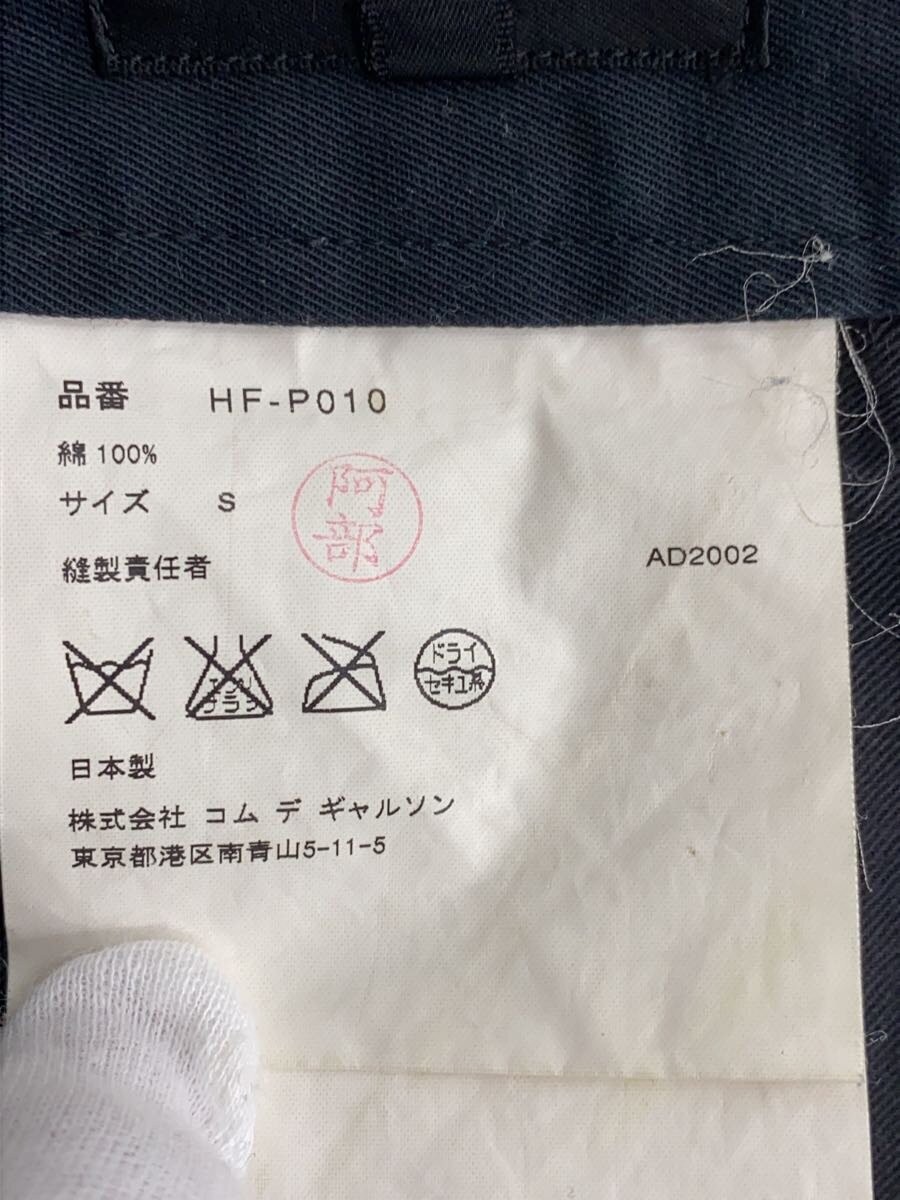 品番 HF-P010
綿 100%
サイズ S
阿部
縫製責任者
AD2002
ドライ
セキユ系
日本製
株式会社 コム デ ギャルソン
東京都港区南青山5-11-5